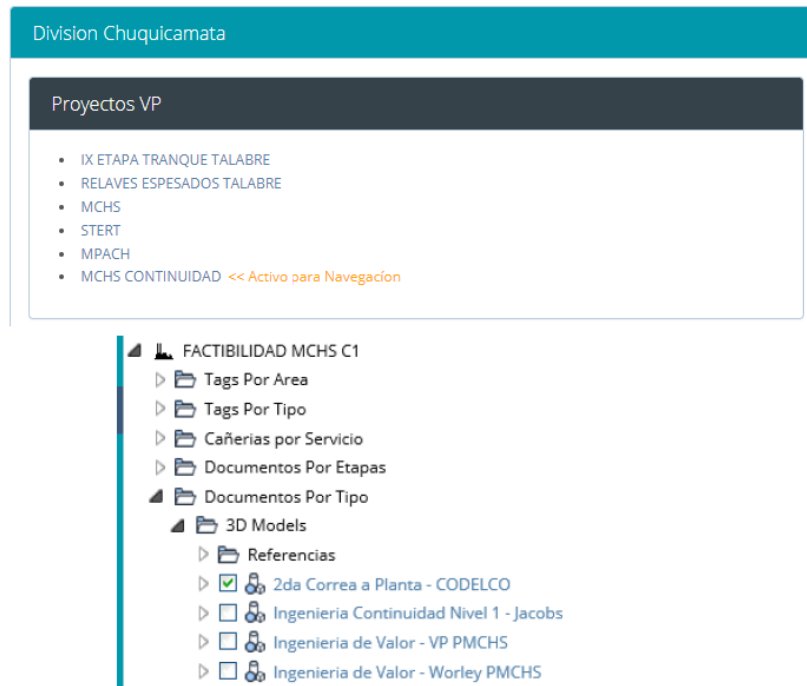 Division Chuquicamata
Proyectos VP
IX ETAPA TRANQUE TALABRE
RELAVES ESPESADOS TALABRE
MCHS
STERT
MPACH
MCHS CONTINUIDAD << Activo para Navegacíon
FACTIBILIDAD MCHS C1
Tags Por Area
Tags Por Tipo
Cañerias por Servicio
Documentos Por Etapas
Documentos Por Tipo
3D Models
Referencias
2da Correa a Planta - CODELCO
Ingenieria Continuidad Nivel 1 - Jacobs
Ingenieria de Valor - VP PMCHS
Ingenieria de Valor - Worley PMCHS